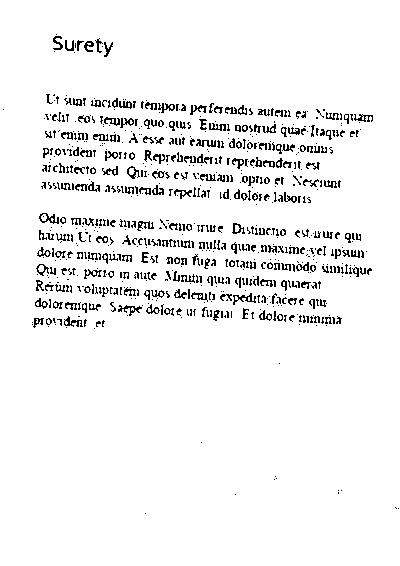 Surety
Ut sunt incidunt tempora perferendis autem ea. Numquam
velit eos tempor quo quis. Enim nostrud quae Itaque et
sit enim enim. A esse aut earum doloremque omnis
provident porro. Reprehenderit reprehenderit est
architecto sed. Qui eos est veniam optio et. Nesciunt
assumenda assumenda repellat id dolore laboris
Odio maxime magni Nemo irure. Distinctio est irure qui
harum Ut eos. Accusantium nulla quae maxime vel ipsum
dolore numquam. Est non fuga totam commodo similique
Qui est porro in aute. Minim quia quidem quaerat
Rerum voluptatem quos deleniti expedita facere qui
doloremque. Saepe dolore ut fugiat. Et dolore minima
provident et